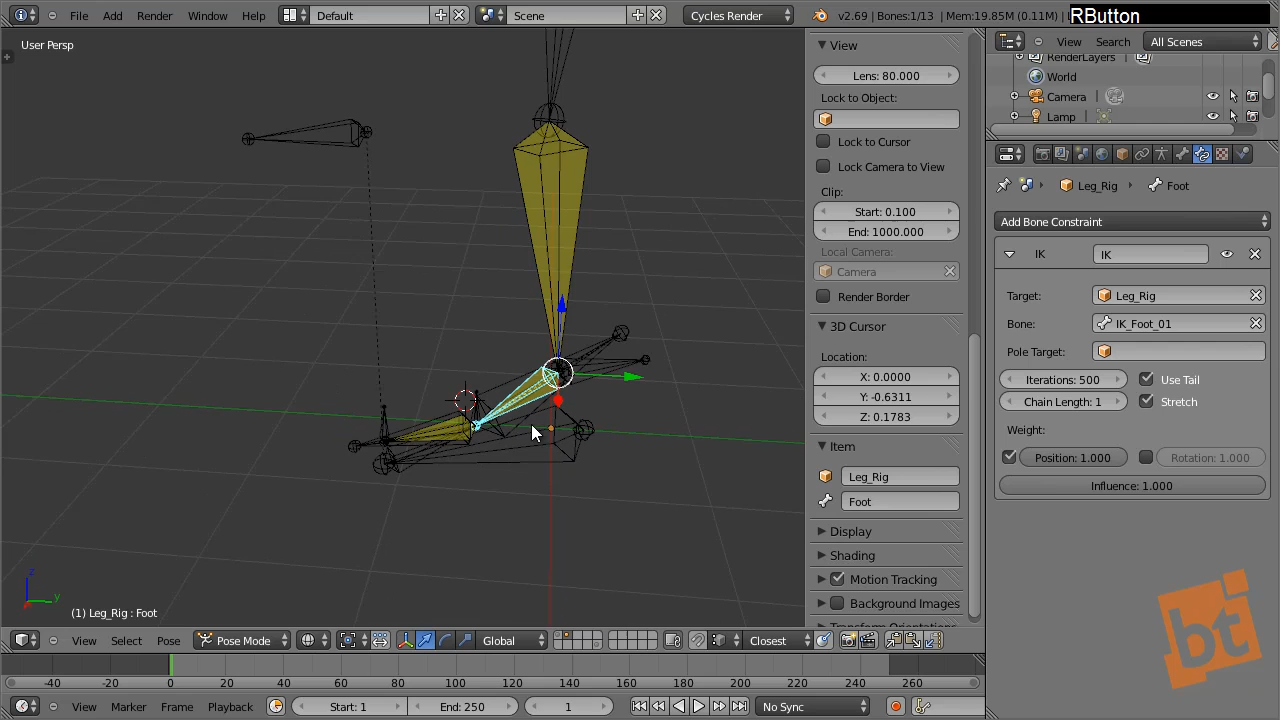 File Add Render Window Help Default Scene Cycles Render v2.69 | Bones:1/13 | Mem:19.85M (0.11M) | RButton
User Persp
View
Lens: 80.000
Lock to Object:
Lock to Cursor
Lock Camera to View
Clip:
Start: 0.100
End: 1000.000
Local Camera:
Camera
Render Border
3D Cursor
Location:
X: 0.0000
Y: -0.6311
Z: 0.1783
Item
Leg_Rig
Foot
Display
Shading
Motion Tracking
Background Images
Transform Orientations
View Search All Scenes
RenderLayers
World
Camera
Lamp
Leg_Rig Foot
Add Bone Constraint
IK IK
Target: Leg_Rig
Bone: IK_Foot_01
Pole Target:
Iterations: 500 Use Tail
Chain Length: 1 Stretch
Weight:
Position: 1.000 Rotation: 1.000
Influence: 1.000
z
y
(1) Leg_Rig : Foot
View Select Pose Pose Mode Global Closest
-40 -20 0 20 40 60 80 100 120 140 160 180 200 220 240 260
View Marker Frame Playback Start: 1 End: 250 1 No Sync
bt